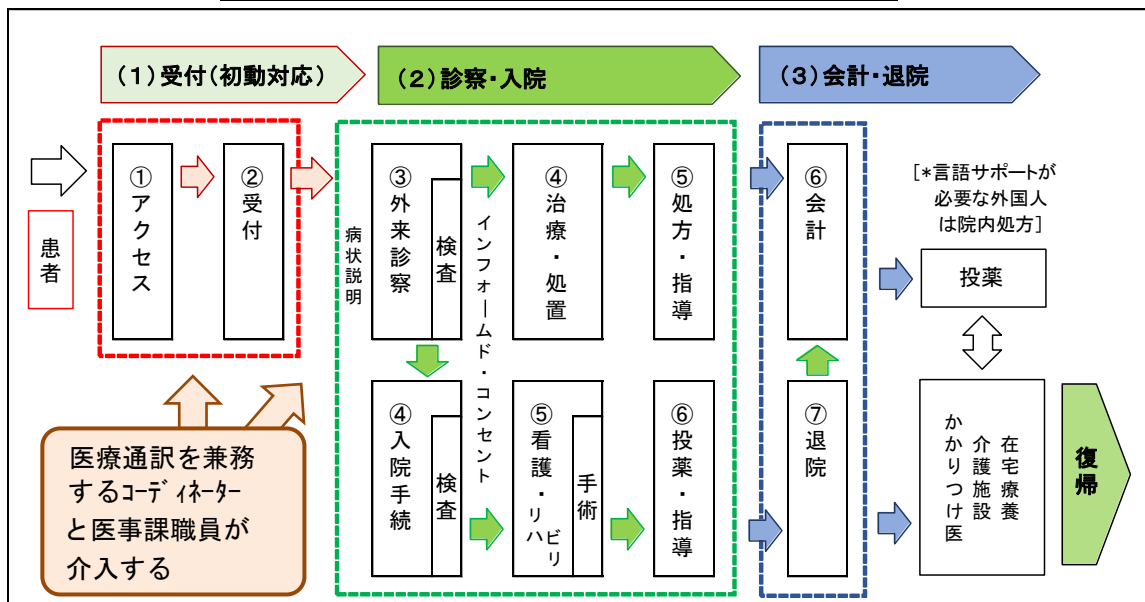 (1)受付(初動対応)
(2)診察・入院
(3)会計・退院
患者
①アクセス
②受付
病状説明
③外来診察
検査
インフォームド・コンセント
④治療・処置
⑤処方・指導
⑥会計
[*言語サポートが
必要な外国人
は院内処方]
投薬
④入院手続
検査
⑤看護・リハビリ
手術
⑥投薬・指導
⑦退院
在宅療養
介護施設
かかりつけ医
復帰
医療通訳を兼務
するｺｰﾃﾞｨﾈｰﾀｰ
と医事課職員が
介入する